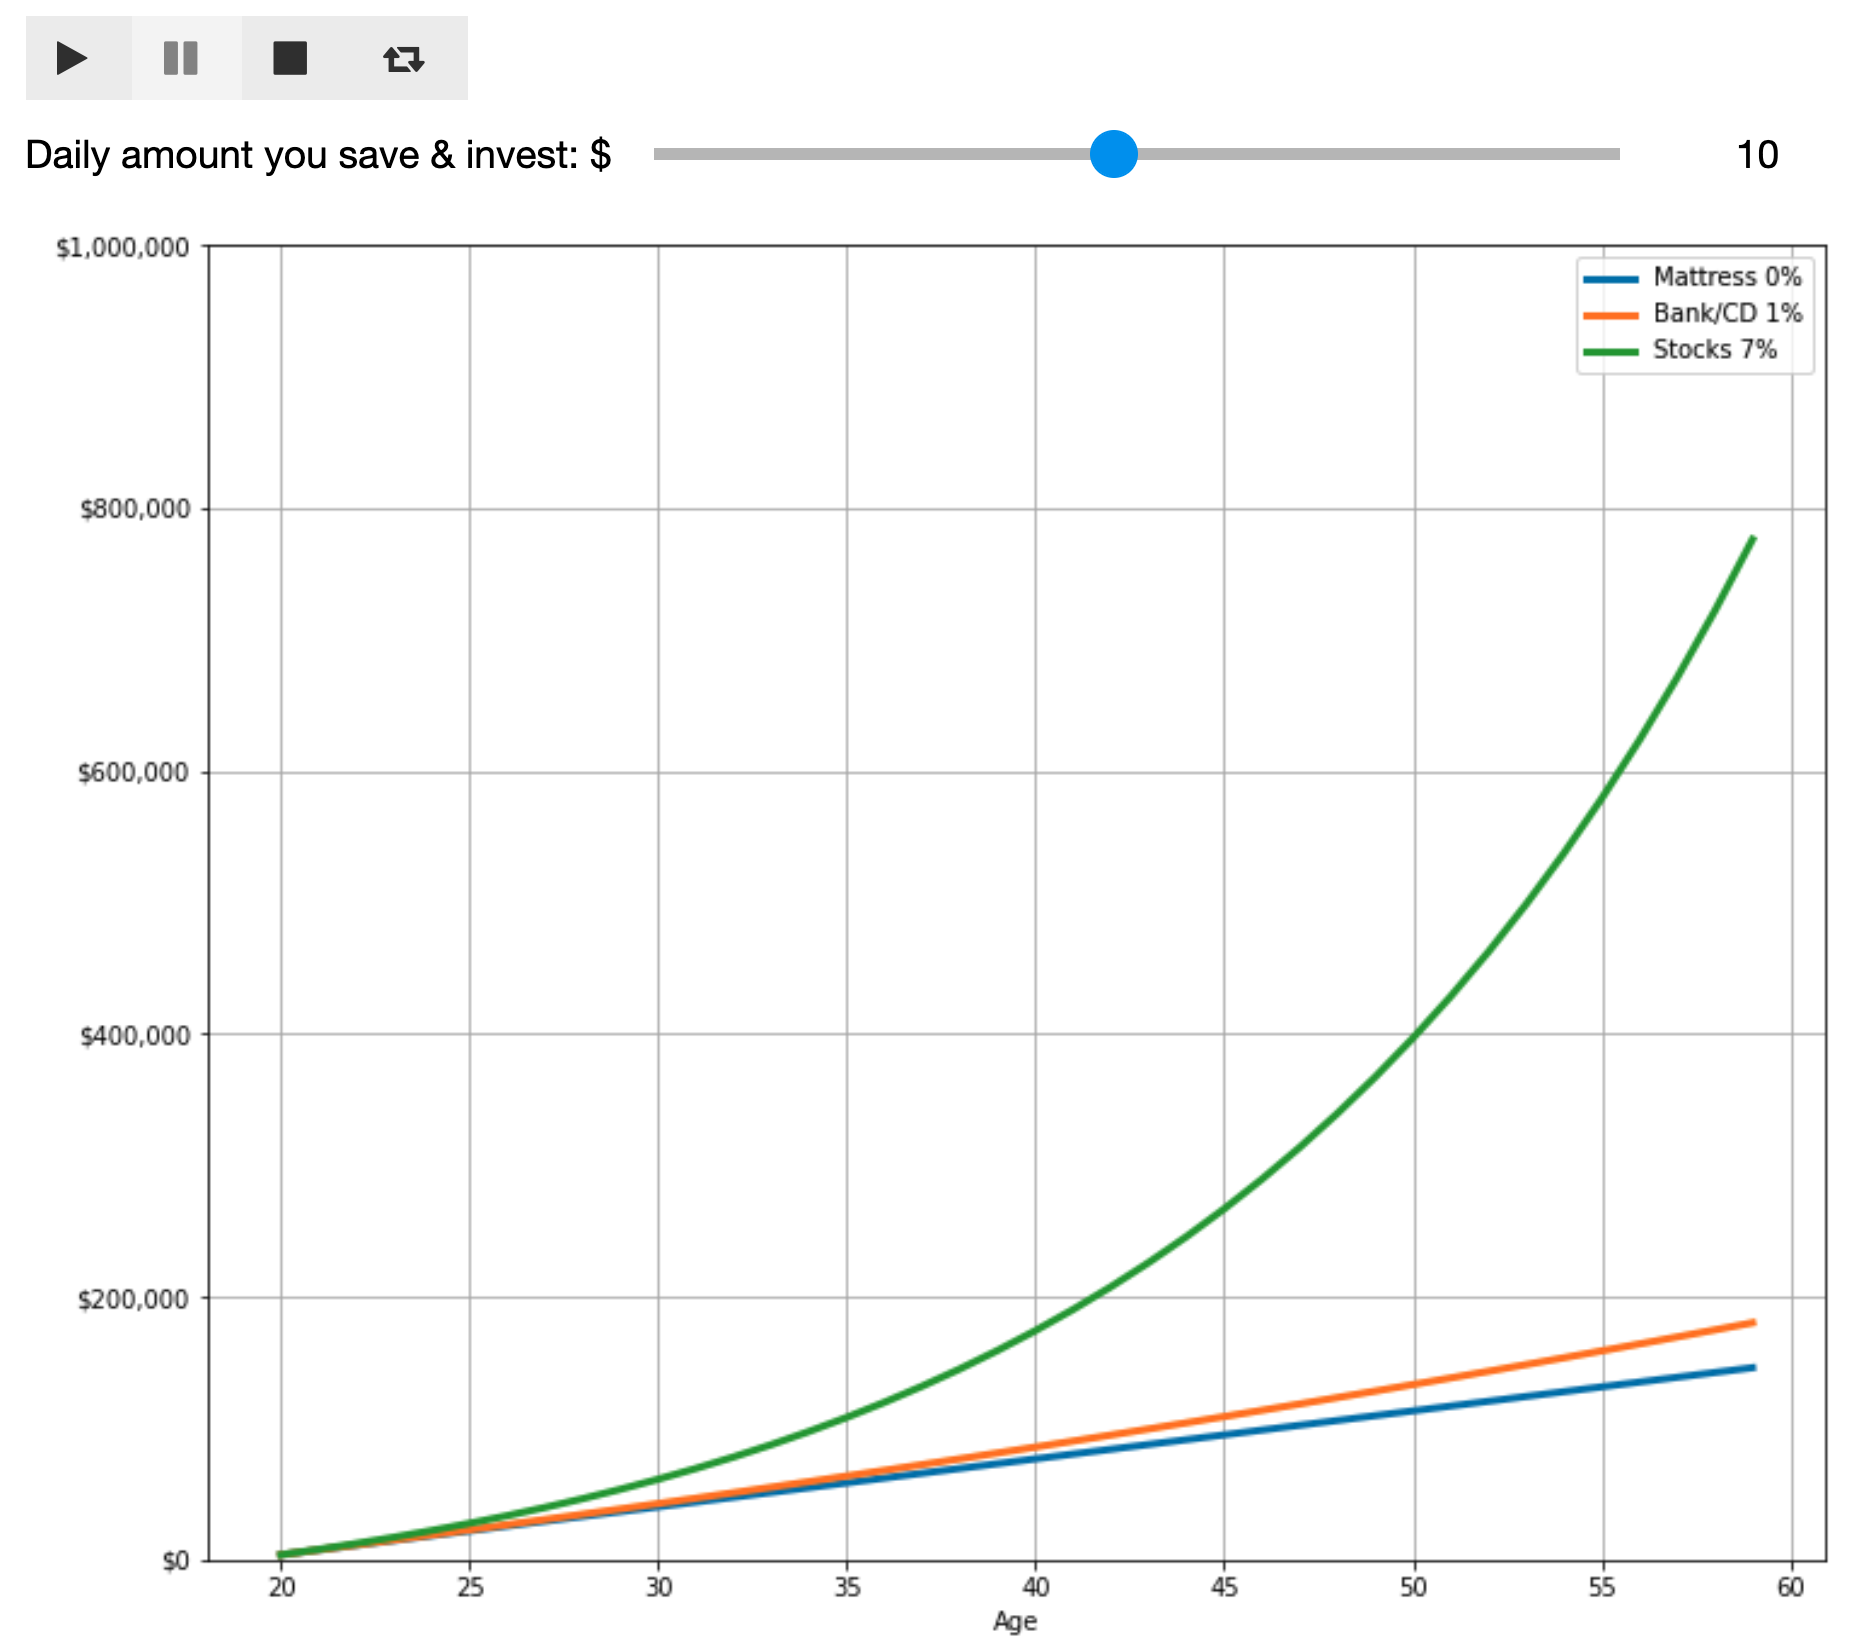 Daily amount you save & invest: $ 10
$1,000,000
Mattress 0%
Bank/CD 1%
Stocks 7%
$800,000
$600,000
$400,000
$200,000
$0
20 25 30 35 40 45 50 55 60
Age